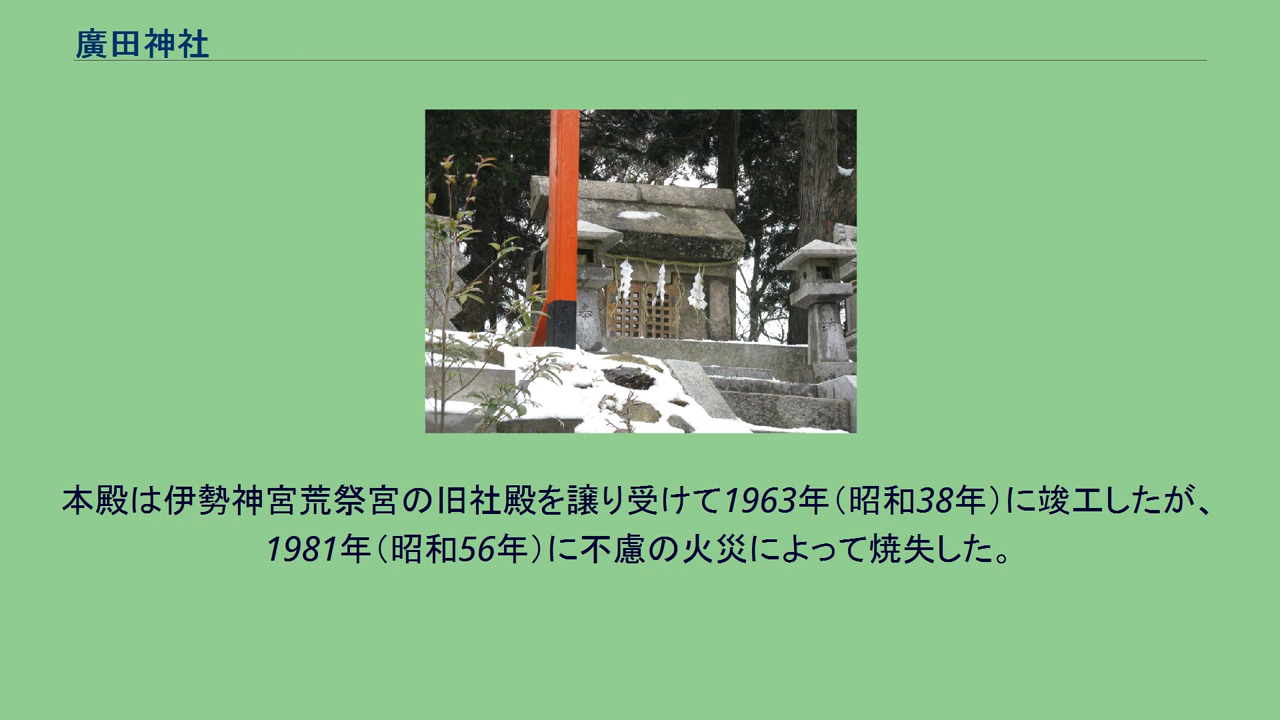 廣田神社
奉
本殿は伊勢神宮荒祭宮の旧社殿を譲り受けて1963年（昭和38年）に竣工したが、
1981年（昭和56年）に不慮の火災によって焼失した。